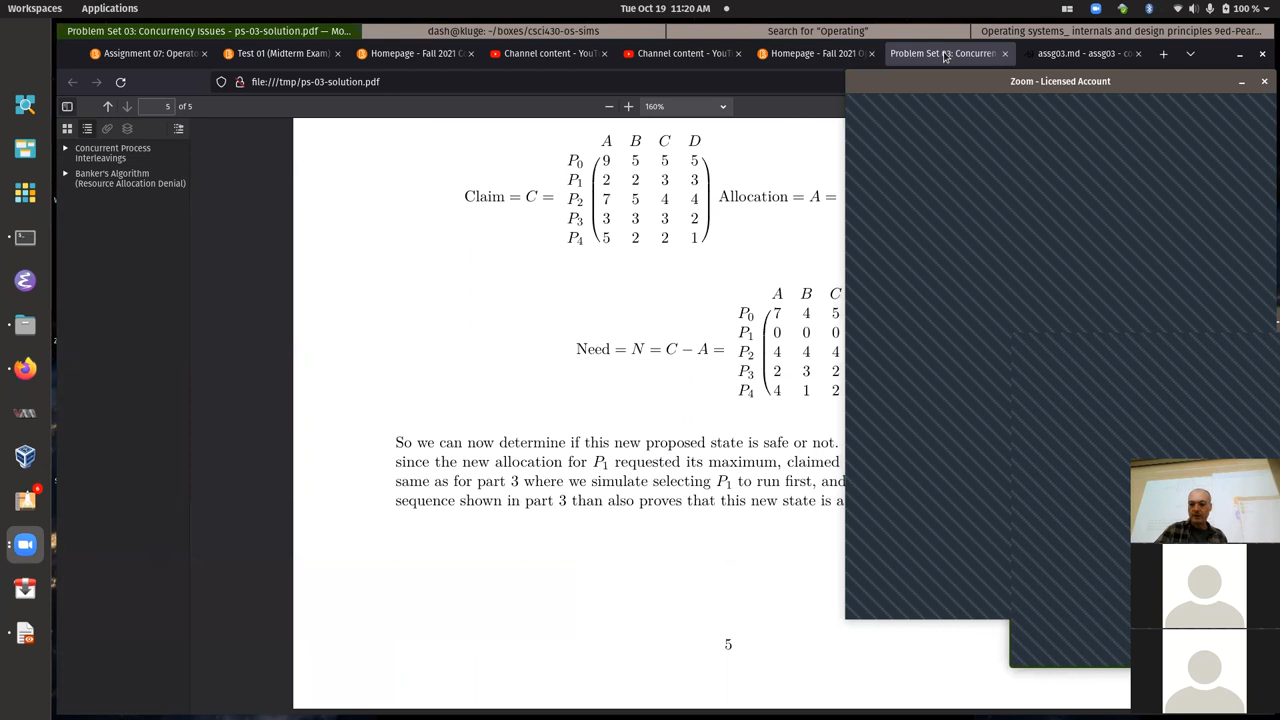 Workspaces Applications Tue Oct 19 11:20 AM 100 %
Problem Set 03: Concurrency Issues - ps-03-solution.pdf — Mo... dash@kluge: ~/boxes/csci430-os-sims Search for "Operating" Operating systems_ internals and design principles 9ed-Pear...
Assignment 07: Operato Test 01 (Midterm Exam) Homepage - Fall 2021 Co Channel content - YouT Channel content - YouT Homepage - Fall 2021 O Problem Set 03: Concurren assg03.md - assg03 - co
file:///tmp/ps-03-solution.pdf
Zoom - Licensed Account
5 of 5 160%
Concurrent Process
Interleavings
Banker's Algorithm
(Resource Allocation Denial)
A B C D
P0 9 5 5 5
P1 2 2 3 3
Claim = C = P2 7 5 4 4 Allocation = A =
P3 3 3 3 2
P4 5 2 2 1
A B C
P0 7 4 5
P1 0 0 0
Need = N = C − A = P2 4 4 4
P3 2 3 2
P4 4 1 2
So we can now determine if this new proposed state is safe or not.
since the new allocation for P1 requested its maximum, claimed
same as for part 3 where we simulate selecting P1 to run first, and
sequence shown in part 3 than also proves that this new state is a
5